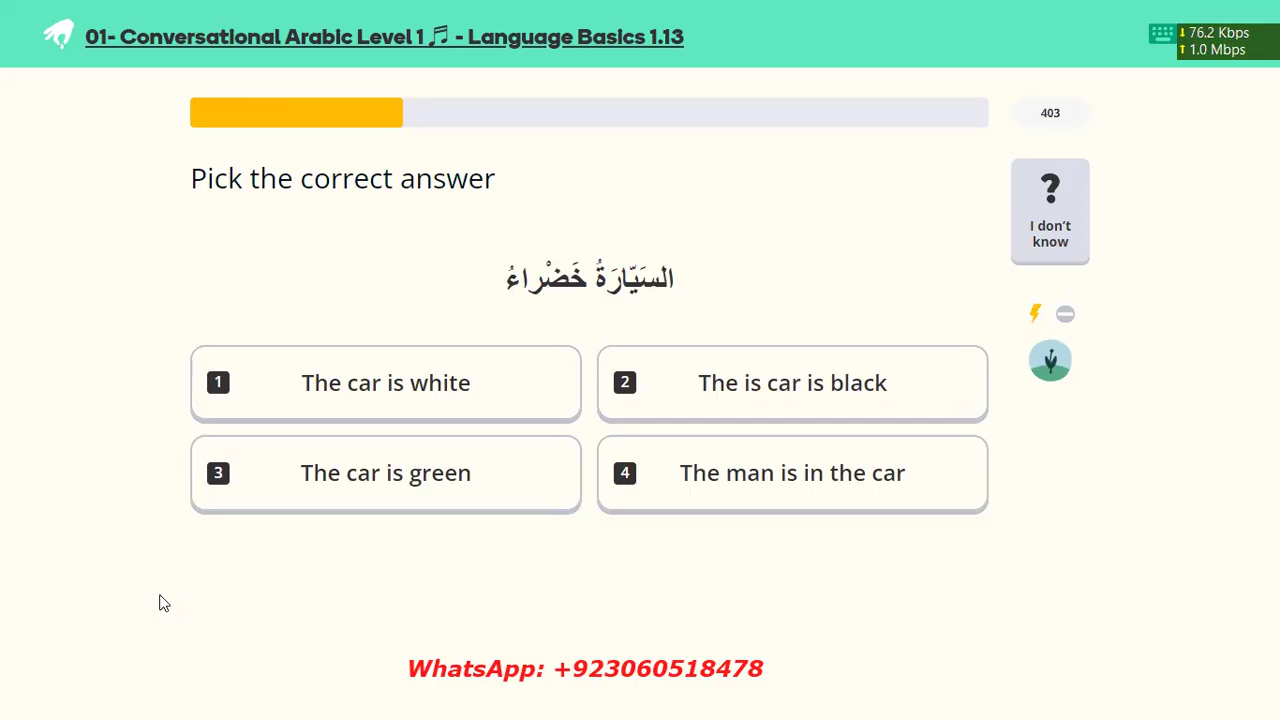 01- Conversational Arabic Level 1 🎵 - Language Basics 1.13
76.2 Kbps
1.0 Mbps
403
Pick the correct answer
I don't
know
السَيّارَةُ خَضْراءُ
1 The car is white
2 The is car is black
3 The car is green
4 The man is in the car
WhatsApp: +923060518478